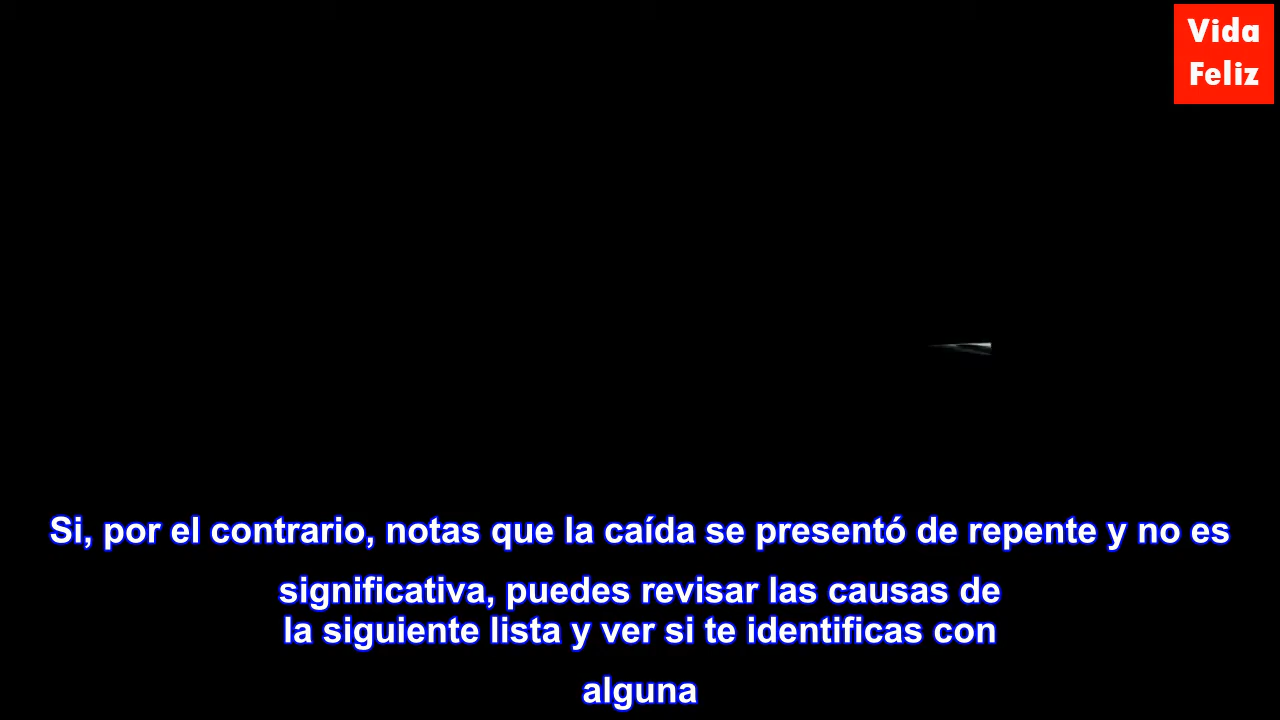 Vida
Feliz
Si, por el contrario, notas que la caída se presentó de repente y no es
significativa, puedes revisar las causas de
la siguiente lista y ver si te identificas con
alguna